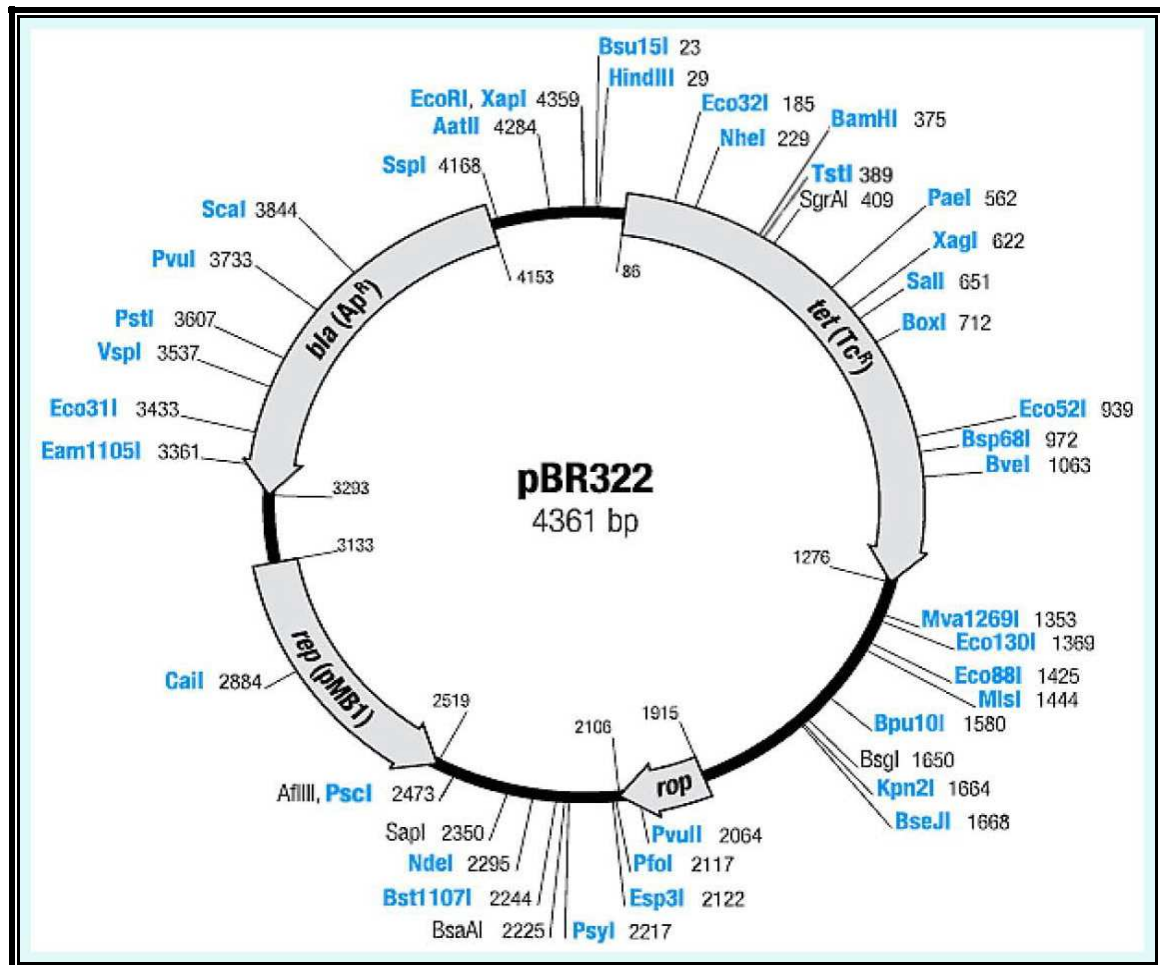 Bsu15I 23
HindIII 29
EcoRI, XapI 4359
AatII 4284
SspI 4168
Eco32I 185
NheI 229
BamHI 375
TstI 389
SgrAI 409
PaeI 562
XagI 622
SalI 651
BoxI 712
Eco52I 939
Bsp68I 972
BveI 1063
ScaI 3844
PvuI 3733
PstI 3607
VspI 3537
Eco31I 3433
Eam1105I 3361
bla (ApR)
4153
86
tet (TcR)
pBR322
4361 bp
3293
3133
1276
rep (pMB1)
CaiI 2884
2519
2106
1915
rop
Mva1269I 1353
Eco130I 1369
Eco88I 1425
MlsI 1444
Bpu10I 1580
BsgI 1650
Kpn2I 1664
BseJI 1668
AflIII, PscI 2473
SapI 2350
NdeI 2295
Bst1107I 2244
BsaAI 2225
PvuII 2064
PfoI 2117
Esp3I 2122
PsyI 2217